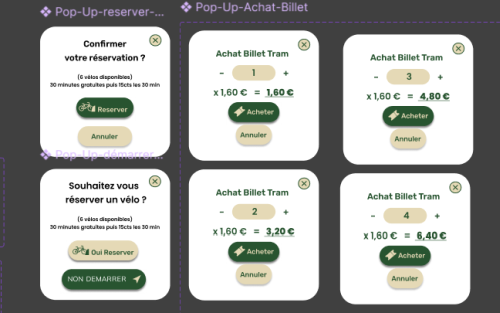 Pop-Up-reserver-...
Confirmer
votre réservation ?
(6 vélos disponibles)
30 minutes gratuites puis 15cts les 30 min
Reserver
Annuler
Pop-Up-démarrer...
Souhaitez vous
réserver un vélo ?
(6 vélos disponibles)
30 minutes gratuites puis 15cts les 30 min
Oui Reserver
NON DEMARRER
Pop-Up-Achat-Billet
Achat Billet Tram
- 1 +
x 1,60 € = 1,60 €
Acheter
Annuler
Achat Billet Tram
- 3 +
x 1,60 € = 4,80 €
Acheter
Annuler
Achat Billet Tram
- 2 +
x 1,60 € = 3,20 €
Acheter
Annuler
Achat Billet Tram
- 4 +
x 1,60 € = 6,40 €
Acheter
Annuler